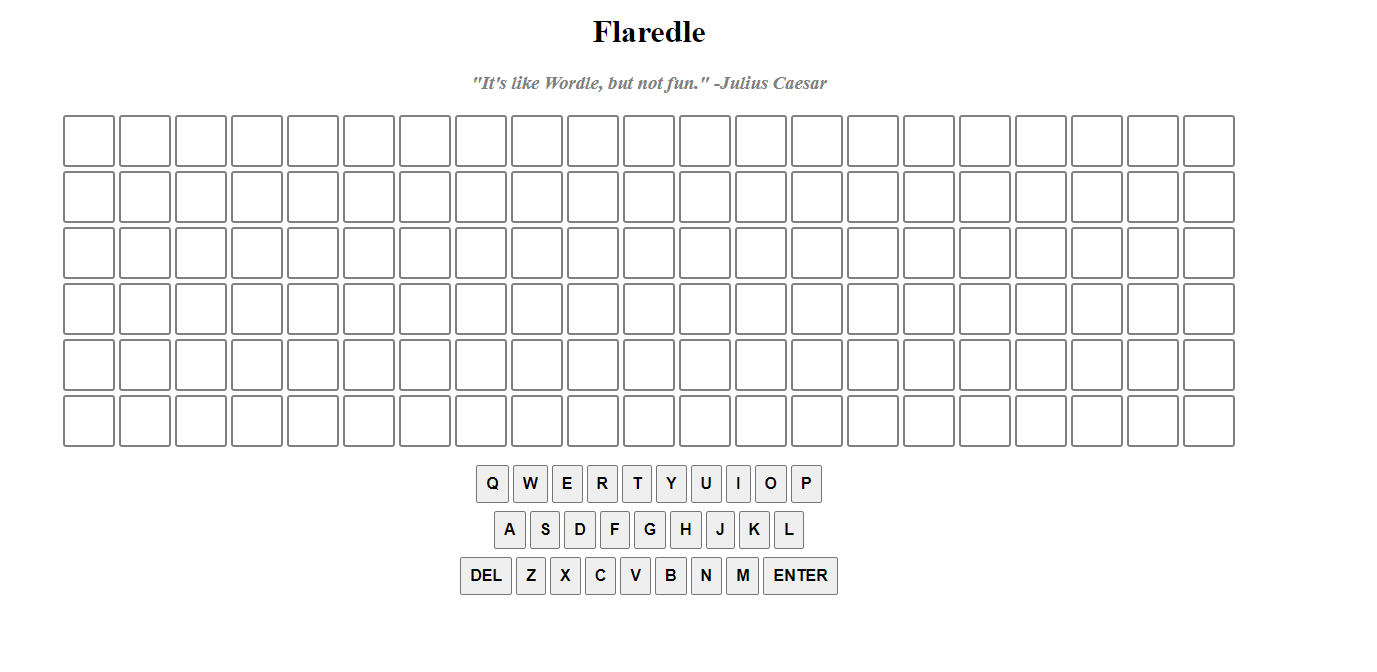 Flaredle
"It's like Wordle, but not fun." -Julius Caesar
Q W E R T Y U I O P
A S D F G H J K L
DEL Z X C V B N M ENTER